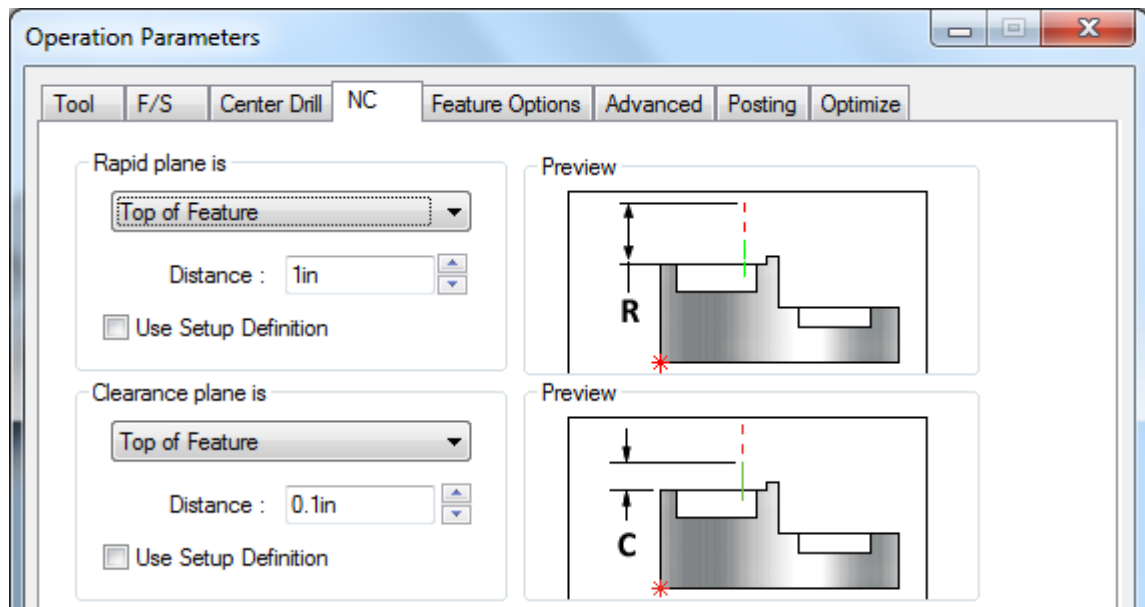 Operation Parameters
Tool F/S Center Drill NC Feature Options Advanced Posting Optimize
Rapid plane is
Top of Feature
Distance : 1in
Use Setup Definition
Preview
R
Clearance plane is
Top of Feature
Distance : 0.1in
Use Setup Definition
Preview
C